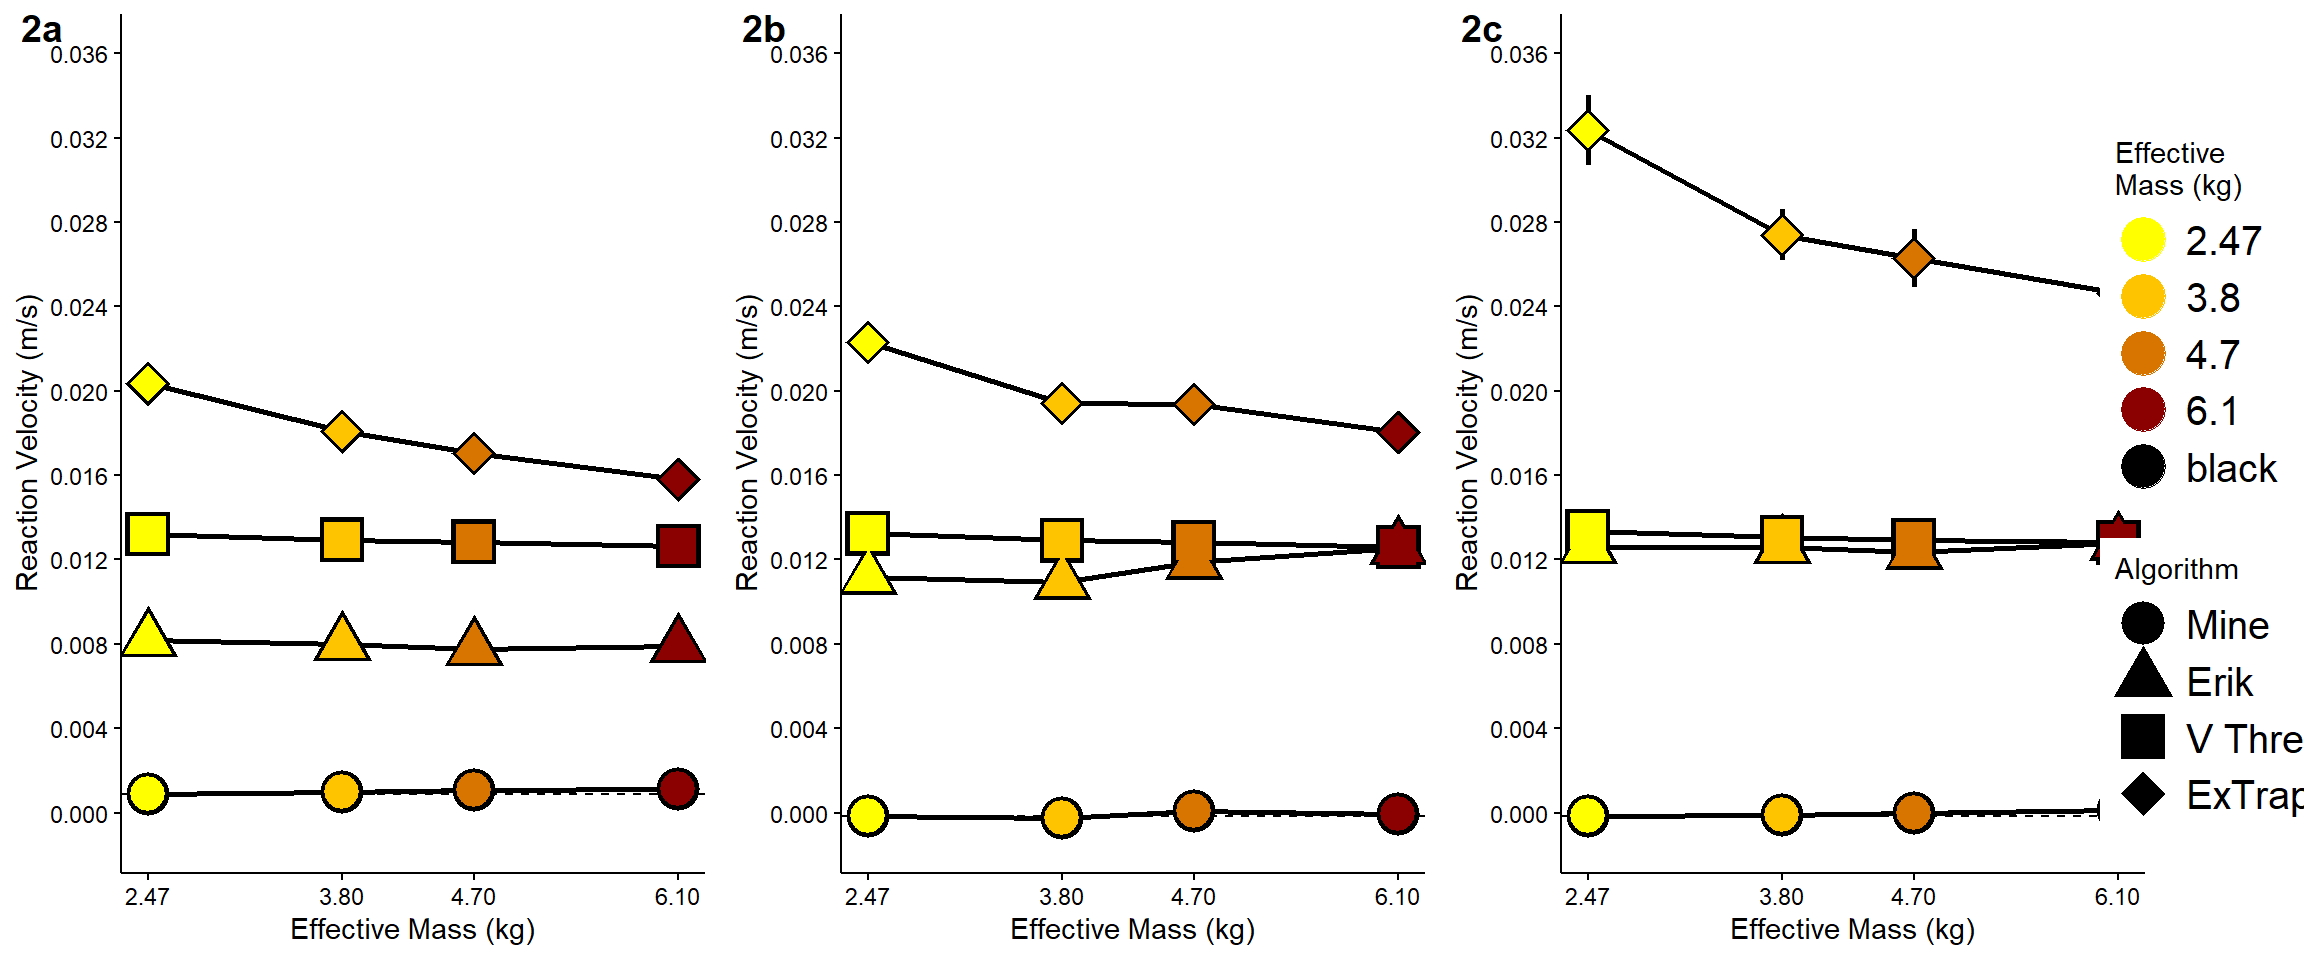 2a
0.036
0.032
0.028
0.024
0.020
0.016
0.012
0.008
0.004
0.000
Reaction Velocity (m/s)
2.47 3.80 4.70 6.10
Effective Mass (kg)
2b
0.036
0.032
0.028
0.024
0.020
0.016
0.012
0.008
0.004
0.000
Reaction Velocity (m/s)
2.47 3.80 4.70 6.10
Effective Mass (kg)
2c
0.036
0.032
0.028
0.024
0.020
0.016
0.012
0.008
0.004
0.000
Reaction Velocity (m/s)
2.47 3.80 4.70 6.10
Effective Mass (kg)
Effective
Mass (kg)
2.47
3.8
4.7
6.1
black
Algorithm
Mine
Erik
V Thre
ExTrap